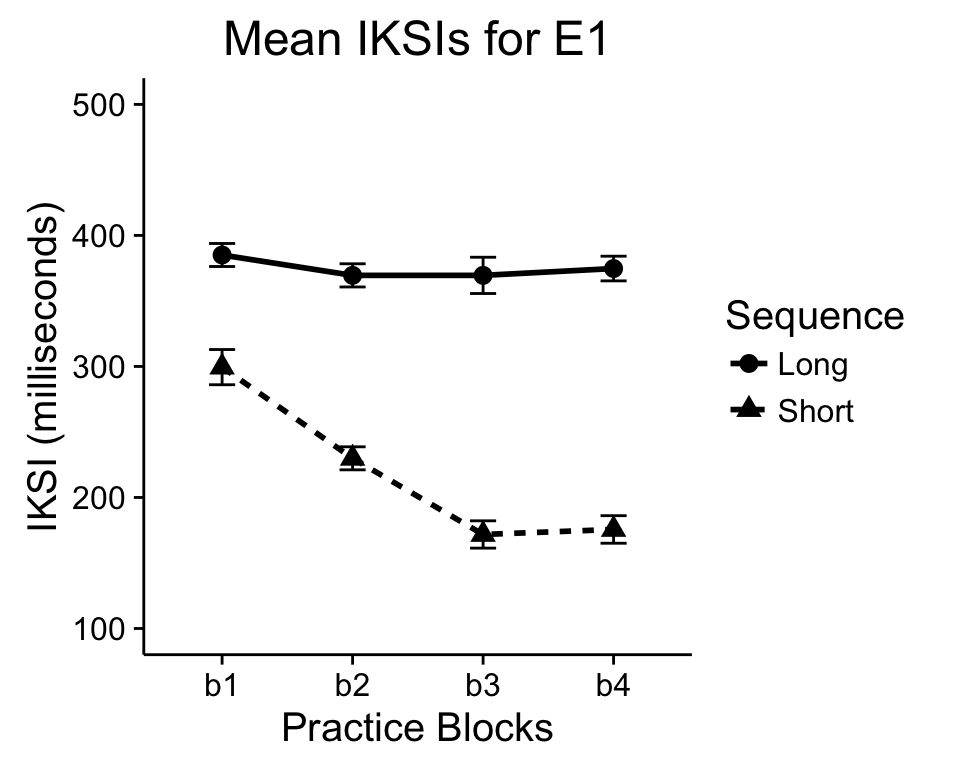 Mean IKSIs for E1
IKSI (milliseconds)
500
400
300
200
100
b1 b2 b3 b4
Practice Blocks
Sequence
Long
Short